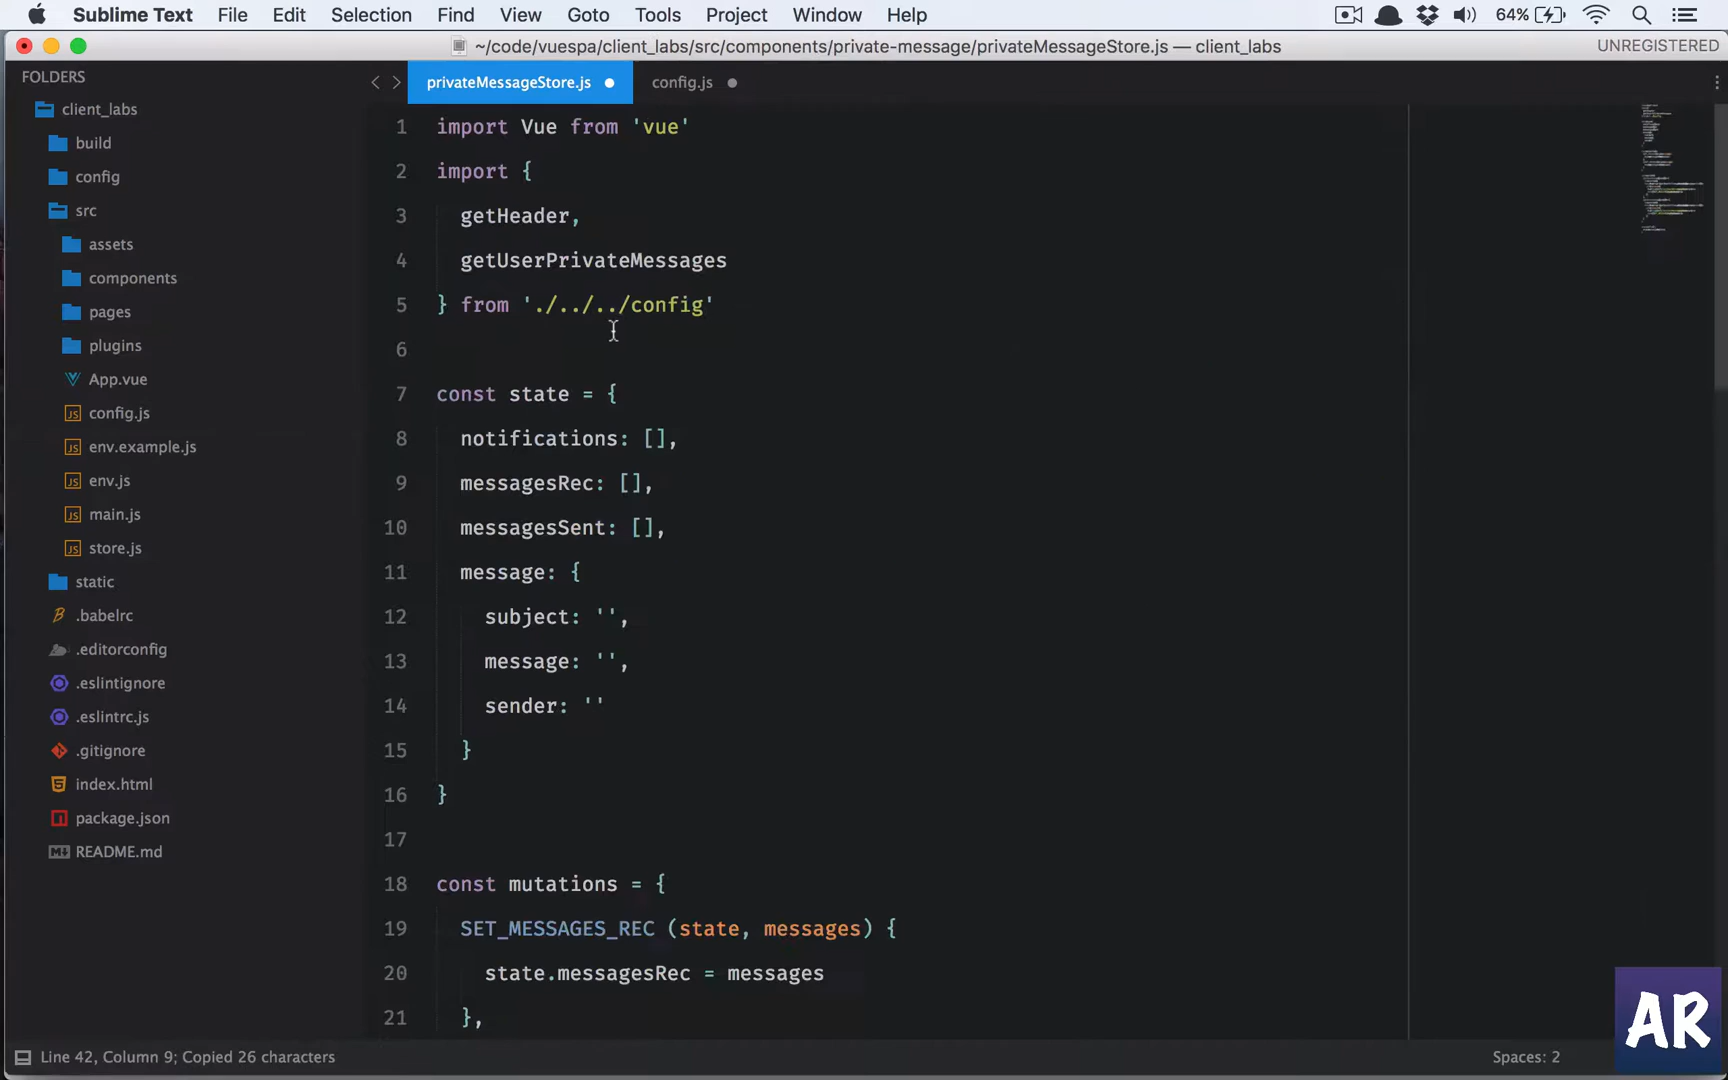 Sublime Text File Edit Selection Find View Goto Tools Project Window Help 64%
~/code/vuespa/client_labs/src/components/private-message/privateMessageStore.js — client_labs UNREGISTERED
FOLDERS
client_labs
build
config
src
assets
components
pages
plugins
App.vue
config.js
env.example.js
env.js
main.js
store.js
static
.babelrc
.editorconfig
.eslintignore
.eslintrc.js
.gitignore
index.html
package.json
README.md
privateMessageStore.js config.js
1 import Vue from 'vue'
2 import {
3 getHeader,
4 getUserPrivateMessages
5 } from './../../config'
6
7 const state = {
8 notifications: [],
9 messagesRec: [],
10 messagesSent: [],
11 message: {
12 subject: '',
13 message: '',
14 sender: ''
15 }
16 }
17
18 const mutations = {
19 SET_MESSAGES_REC (state, messages) {
20 state.messagesRec = messages
21 },
AR
Line 42, Column 9; Copied 26 characters Spaces: 2